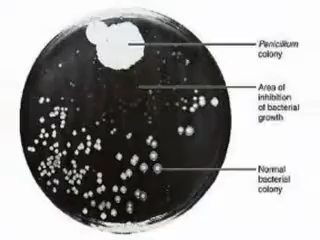 Penicillium
colony
Area of
inhibition
of bacterial
growth
Normal
bacterial
colony